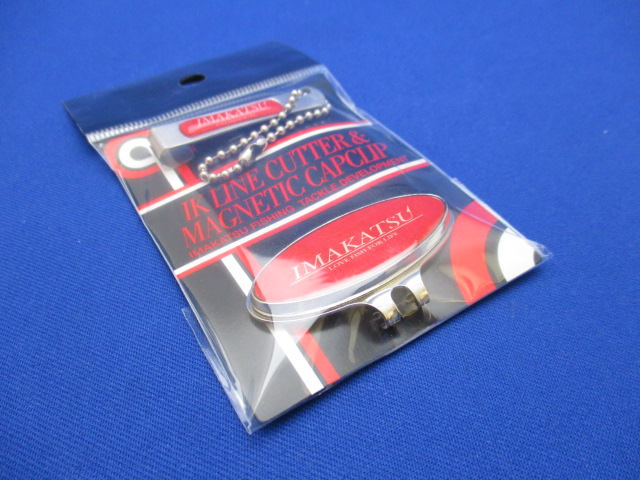 IMAKATSU
IK LINE CUTTER &
MAGNETIC CAPCLIP
IMAKATSU FISHING TACKLE DEVELOPMENT
IMAKATSU
LOVE FISH FOR LIFE